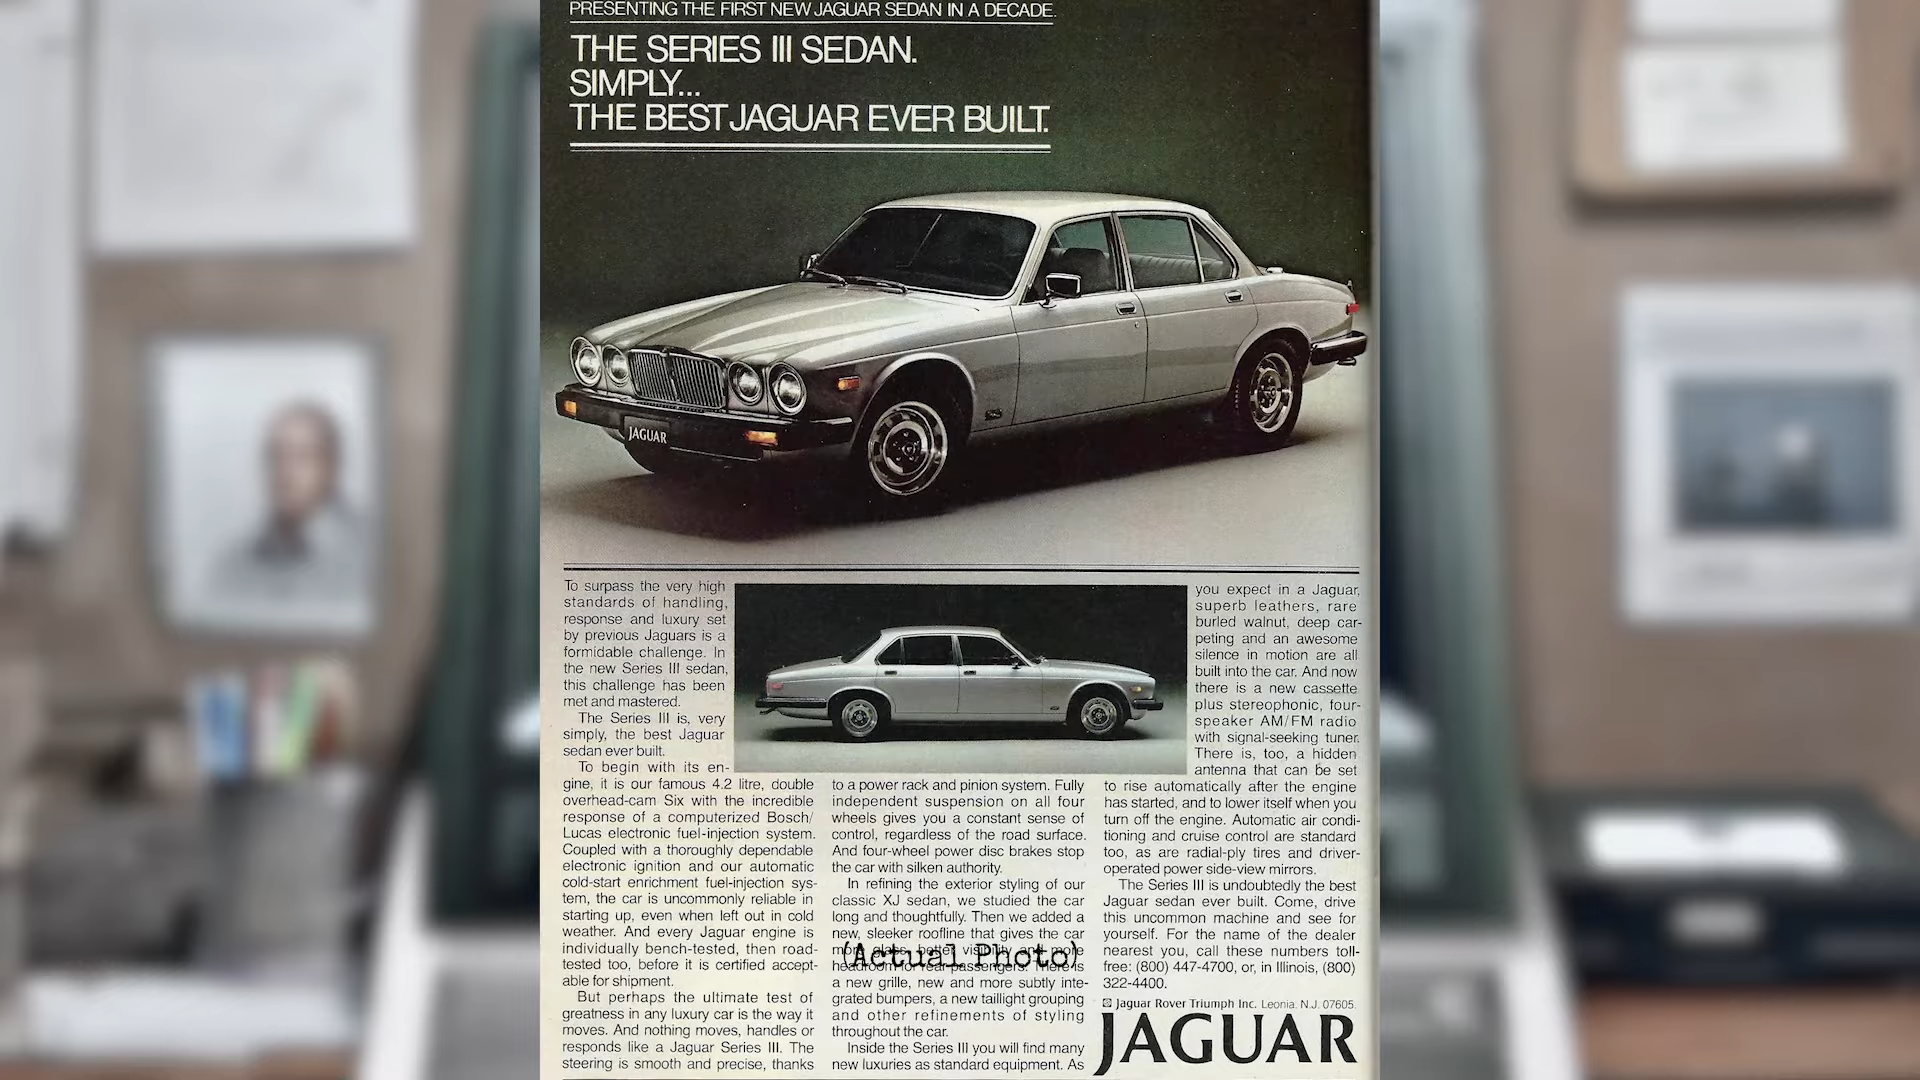 PRESENTING THE FIRST NEW JAGUAR SEDAN IN A DECADE.
THE SERIES III SEDAN.
SIMPLY...
THE BEST JAGUAR EVER BUILT.
JAGUAR
To surpass the very high
standards of handling,
response and luxury set
by previous Jaguars is a
formidable challenge. In
the new Series III sedan,
this challenge has been
met and mastered.
The Series III is, very
simply, the best Jaguar
sedan ever built.
To begin with its en-
gine, it is our famous 4.2 litre, double
overhead-cam Six with the incredible
response of a computerized Bosch/
Lucas electronic fuel-injection system.
Coupled with a thoroughly dependable
electronic ignition and our automatic
cold-start enrichment fuel-injection sys-
tem, the car is uncommonly reliable in
starting up, even when left out in cold
weather. And every Jaguar engine is
individually bench-tested, then road-
tested too, before it is certified accept-
able for shipment.
But perhaps the ultimate test of
greatness in any luxury car is the way it
moves. And nothing moves, handles or
responds like a Jaguar Series III. The
steering is smooth and precise, thanks
to a power rack and pinion system. Fully
independent suspension on all four
wheels gives you a constant sense of
control, regardless of the road surface.
And four-wheel power disc brakes stop
the car with silken authority.
In refining the exterior styling of our
classic XJ sedan, we studied the car
long and thoughtfully. Then we added a
new, sleeker roofline that gives the car
more glass, better visibility and more
headroom for rear passengers. There is
a new grille, new and more subtly inte-
grated bumpers, a new taillight grouping
and other refinements of styling
throughout the car.
Inside the Series III you will find many
new luxuries as standard equipment. As
you expect in a Jaguar,
superb leathers, rare
burled walnut, deep car-
peting and an awesome
silence in motion are all
built into the car. And now
there is a new cassette
plus stereophonic, four-
speaker AM/FM radio
with signal-seeking tuner.
There is, too, a hidden
antenna that can be set
to rise automatically after the engine
has started, and to lower itself when you
turn off the engine. Automatic air condi-
tioning and cruise control are standard
too, as are radial-ply tires and driver-
operated power side-view mirrors.
The Series III is undoubtedly the best
Jaguar sedan ever built. Come, drive
this uncommon machine and see for
yourself. For the name of the dealer
nearest you, call these numbers toll-
free: (800) 447-4700, or, in Illinois, (800)
322-4400.
Jaguar Rover Triumph Inc. Leonia. N.J. 07605.
JAGUAR
(Actual Photo)